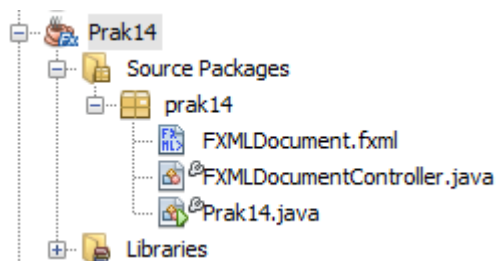 Prak14
Source Packages
prak14
FXMLDocument.fxml
FXMLDocumentController.java
Prak14.java
Libraries